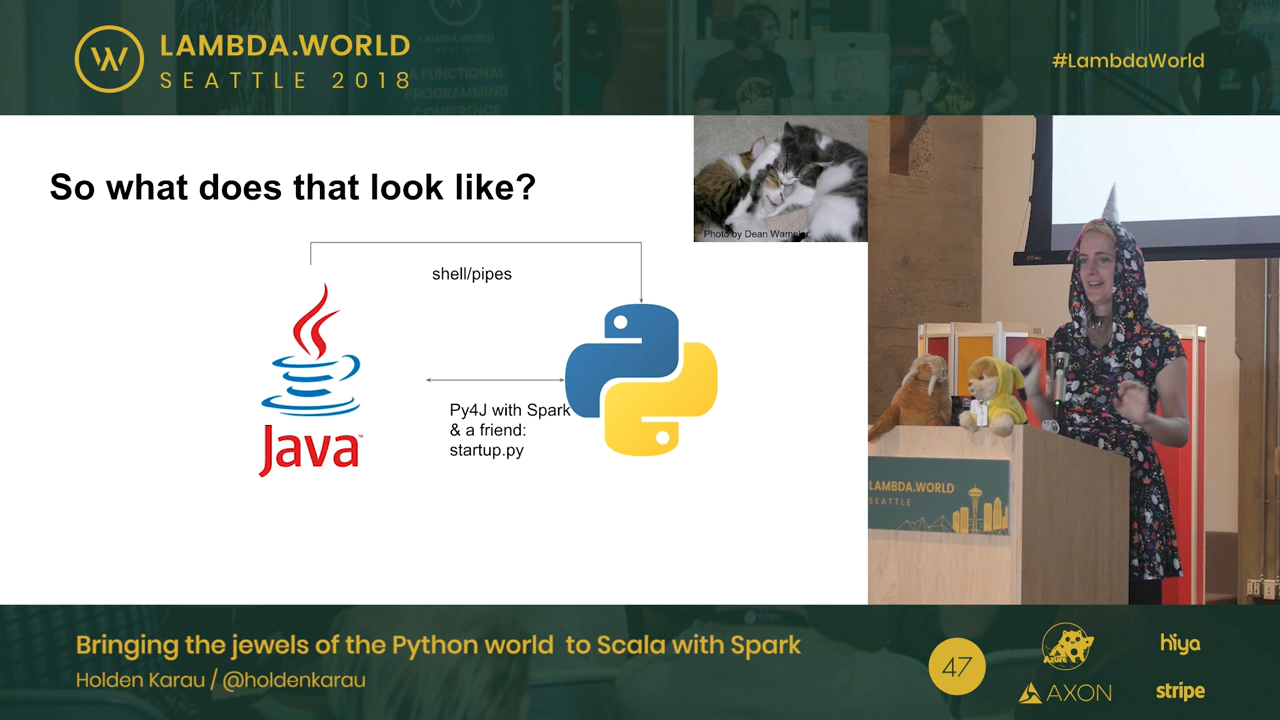 LAMBDA.WORLD
SEATTLE 2018
#LambdaWorld
So what does that look like?
Photo by Dean Wampler
shell/pipes
Py4J with Spark
& a friend:
startup.py
Java™
LAMBDA.WORLD
SEATTLE
Bringing the jewels of the Python world to Scala with Spark
Holden Karau / @holdenkarau
47
Azure
hiya
AXON
stripe